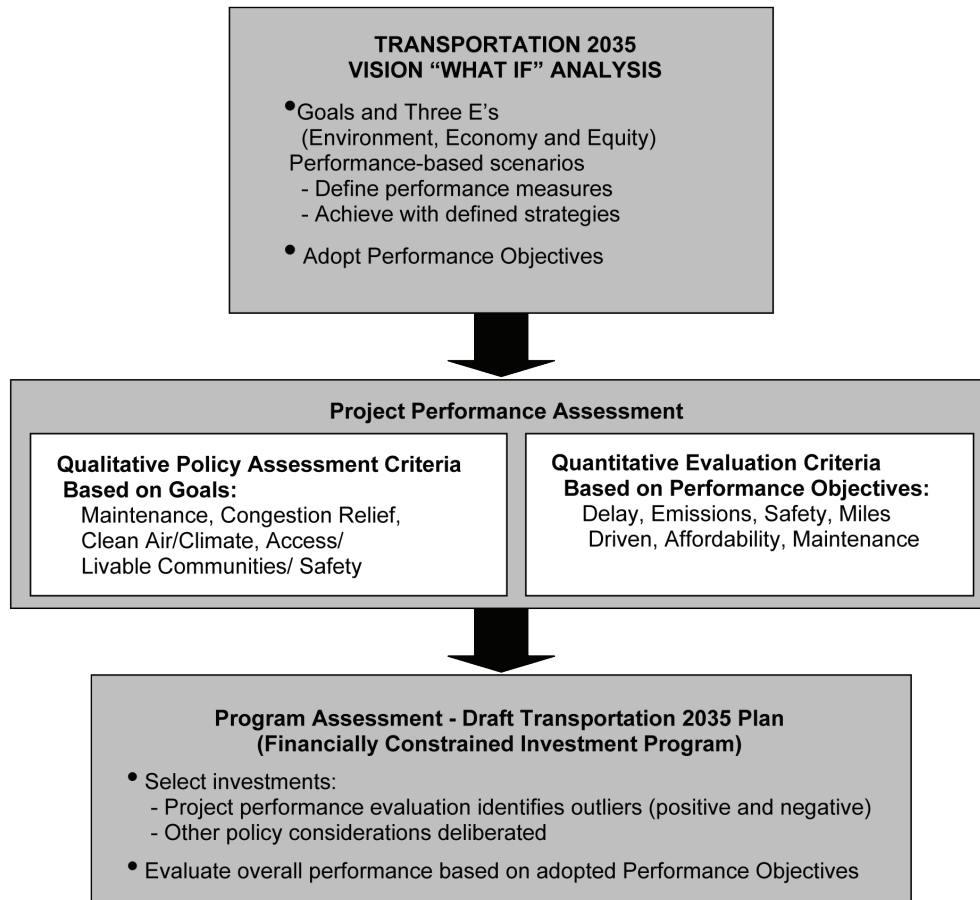 TRANSPORTATION 2035
VISION “WHAT IF” ANALYSIS
•Goals and Three E’s
(Environment, Economy and Equity)
Performance-based scenarios
- Define performance measures
- Achieve with defined strategies
• Adopt Performance Objectives
Project Performance Assessment
Qualitative Policy Assessment Criteria
Based on Goals:
Maintenance, Congestion Relief,
Clean Air/Climate, Access/
Livable Communities/ Safety
Quantitative Evaluation Criteria
Based on Performance Objectives:
Delay, Emissions, Safety, Miles
Driven, Affordability, Maintenance
Program Assessment - Draft Transportation 2035 Plan
(Financially Constrained Investment Program)
• Select investments:
- Project performance evaluation identifies outliers (positive and negative)
- Other policy considerations deliberated
• Evaluate overall performance based on adopted Performance Objectives